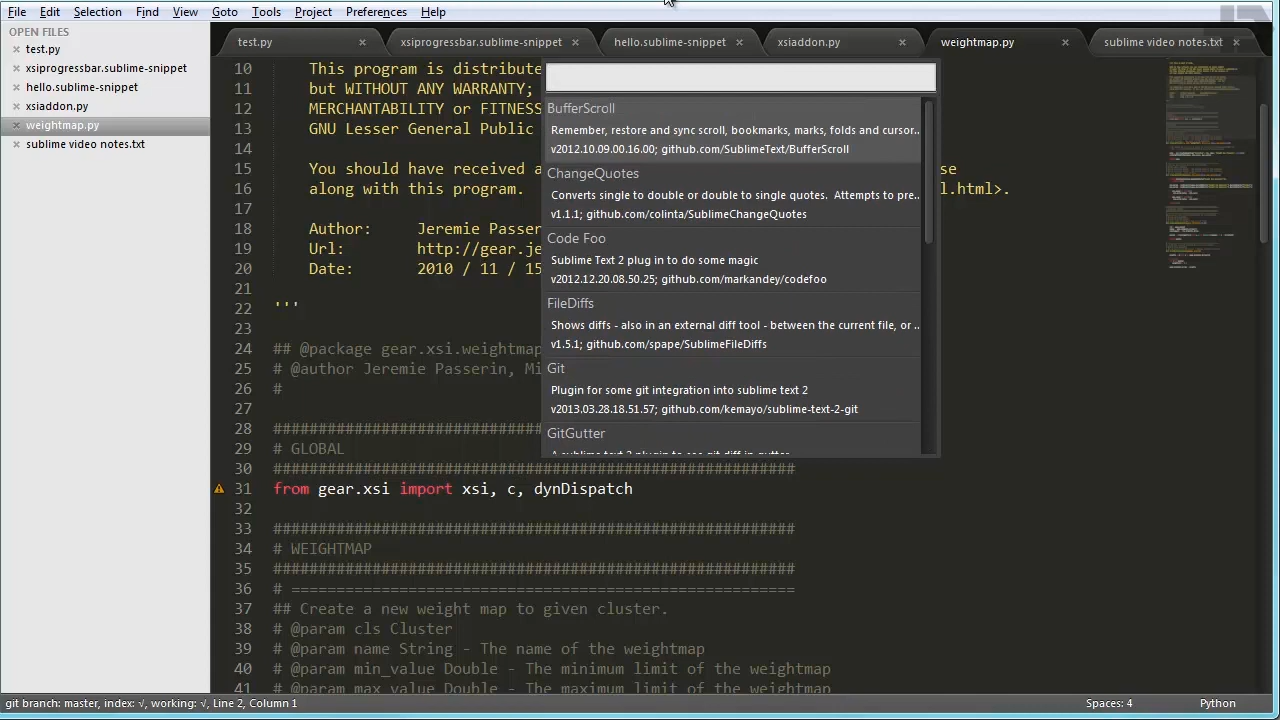 File Edit Selection Find View Goto Tools Project Preferences Help
OPEN FILES
test.py
xsiprogressbar.sublime-snippet
hello.sublime-snippet
xsiaddon.py
weightmap.py
sublime video notes.txt
test.py xsiprogressbar.sublime-snippet hello.sublime-snippet xsiaddon.py weightmap.py sublime video notes.txt
10 This program is distribute
11 but WITHOUT ANY WARRANTY;
12 MERCHANTABILITY or FITNESS
13 GNU Lesser General Public
14
15 You should have received a se
16 along with this program. l.html>.
17
18 Author: Jeremie Passerin
19 Url: http://gear.je
20 Date: 2010 / 11 / 15
21
22 '''
23
24 ## @package gear.xsi.weightmap
25 # @author Jeremie Passerin, Mi
26 #
27
28 ##############################
29 # GLOBAL
30 ##########################################################
31 from gear.xsi import xsi, c, dynDispatch
32
33 ##########################################################
34 # WEIGHTMAP
35 ##########################################################
36 # ========================================================
37 ## Create a new weight map to given cluster.
38 # @param cls Cluster
39 # @param name String - The name of the weightmap
40 # @param min_value Double - The minimum limit of the weightmap
41 # @param max_value Double - The maximum limit of the weightmap
BufferScroll
Remember, restore and sync scroll, bookmarks, marks, folds and cursor...
v2012.10.09.00.16.00; github.com/SublimeText/BufferScroll
ChangeQuotes
Converts single to double or double to single quotes. Attempts to pre...
v1.1.1; github.com/colinta/SublimeChangeQuotes
Code Foo
Sublime Text 2 plug in to do some magic
v2012.12.20.08.50.25; github.com/markandey/codefoo
FileDiffs
Shows diffs - also in an external diff tool - between the current file, or ..
v1.5.1; github.com/spape/SublimeFileDiffs
Git
Plugin for some git integration into sublime text 2
v2013.03.28.18.51.57; github.com/kemayo/sublime-text-2-git
GitGutter
A sublime text 2 plugin to see git diff in gutter
git branch: master, index: √, working: √, Line 2, Column 1 Spaces: 4 Python